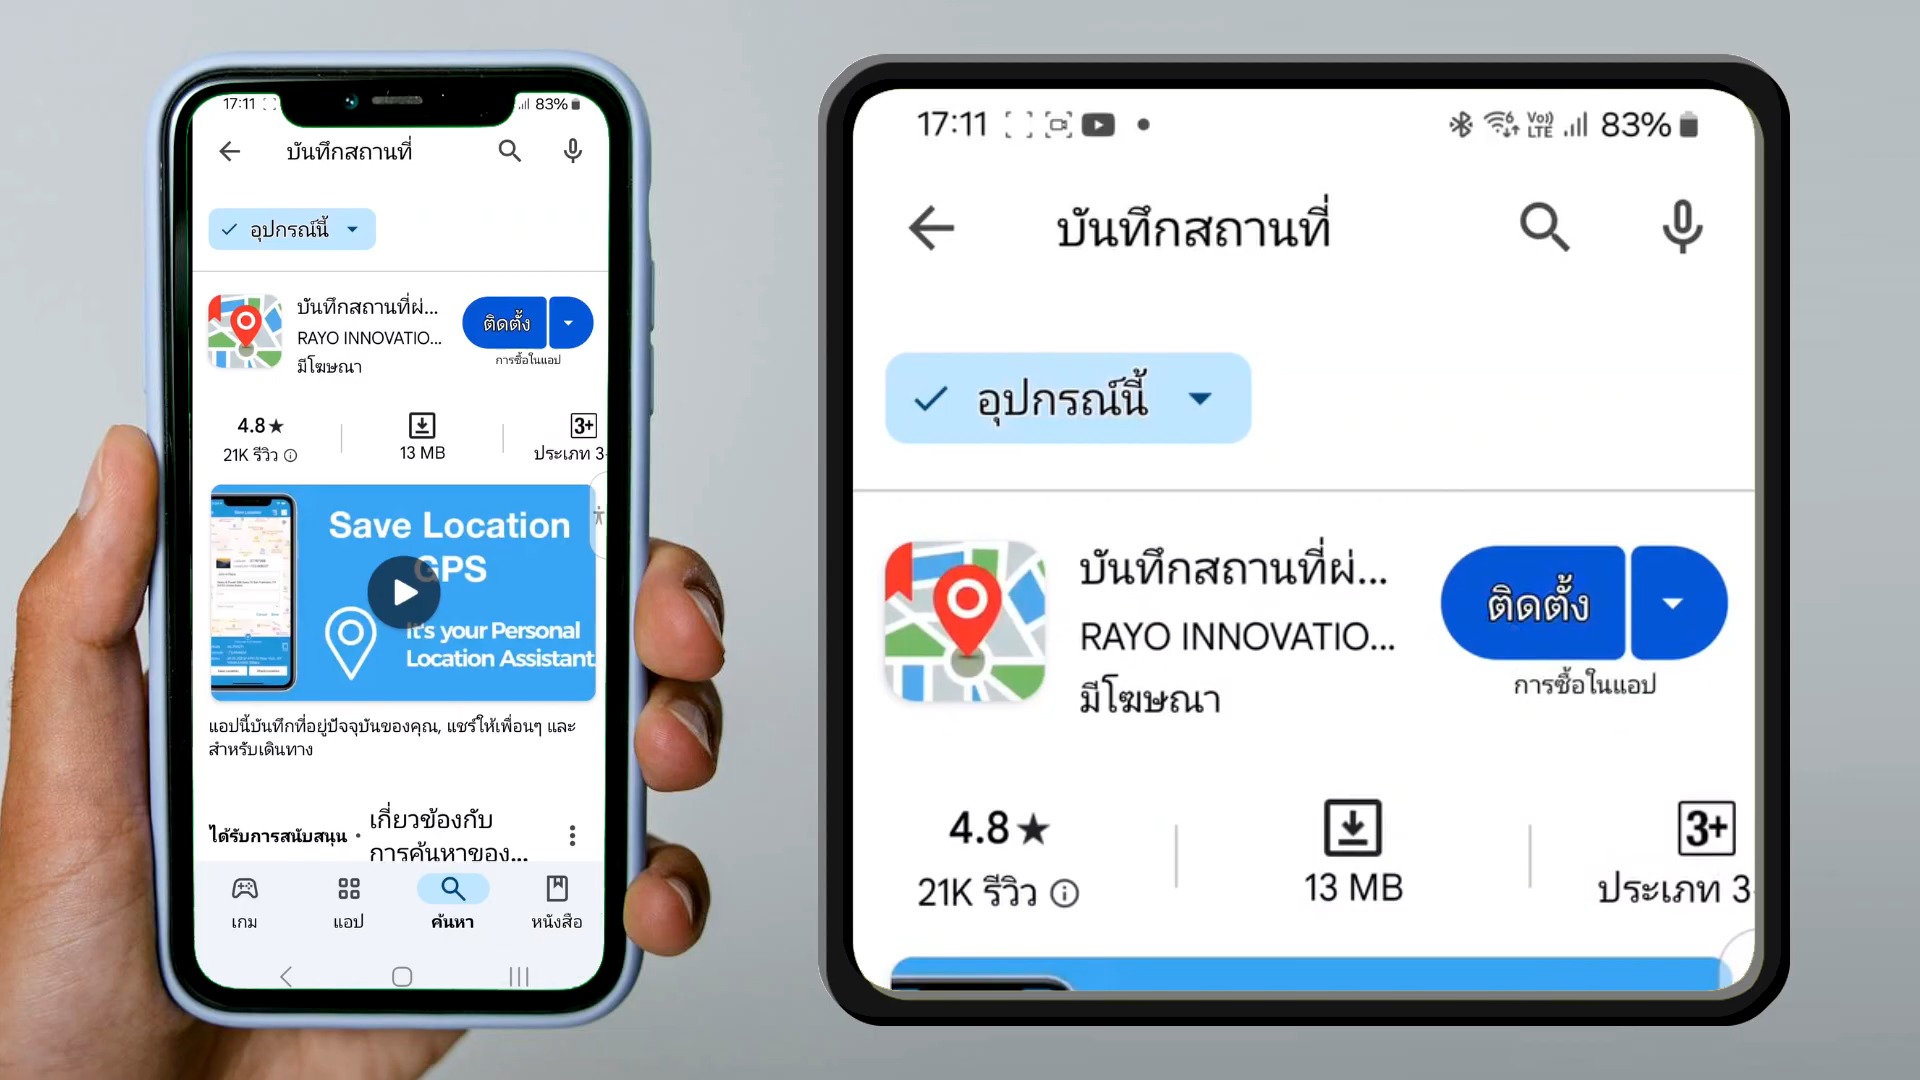 17:11
83%
บันทึกสถานที่
อุปกรณ์นี้
บันทึกสถานที่ผ่...
RAYO INNOVATIO...
มีโฆษณา
ติดตั้ง
การซื้อในแอป
4.8★
21K รีวิว
13 MB
3+
ประเภท 3-
Save Location
GPS
It's your Personal
Location Assistant
แอปนี้บันทึกที่อยู่ปัจจุบันของคุณ, แชร์ให้เพื่อนๆ และ
สำหรับเดินทาง
ได้รับการสนับสนุน •
เกี่ยวข้องกับ
การค้นหาของ...
เกม
แอป
ค้นหา
หนังสือ
17:11
Vo)) LTE
83%
บันทึกสถานที่
อุปกรณ์นี้
บันทึกสถานที่ผ่...
RAYO INNOVATIO...
มีโฆษณา
ติดตั้ง
การซื้อในแอป
4.8★
21K รีวิว
13 MB
3+
ประเภท 3-